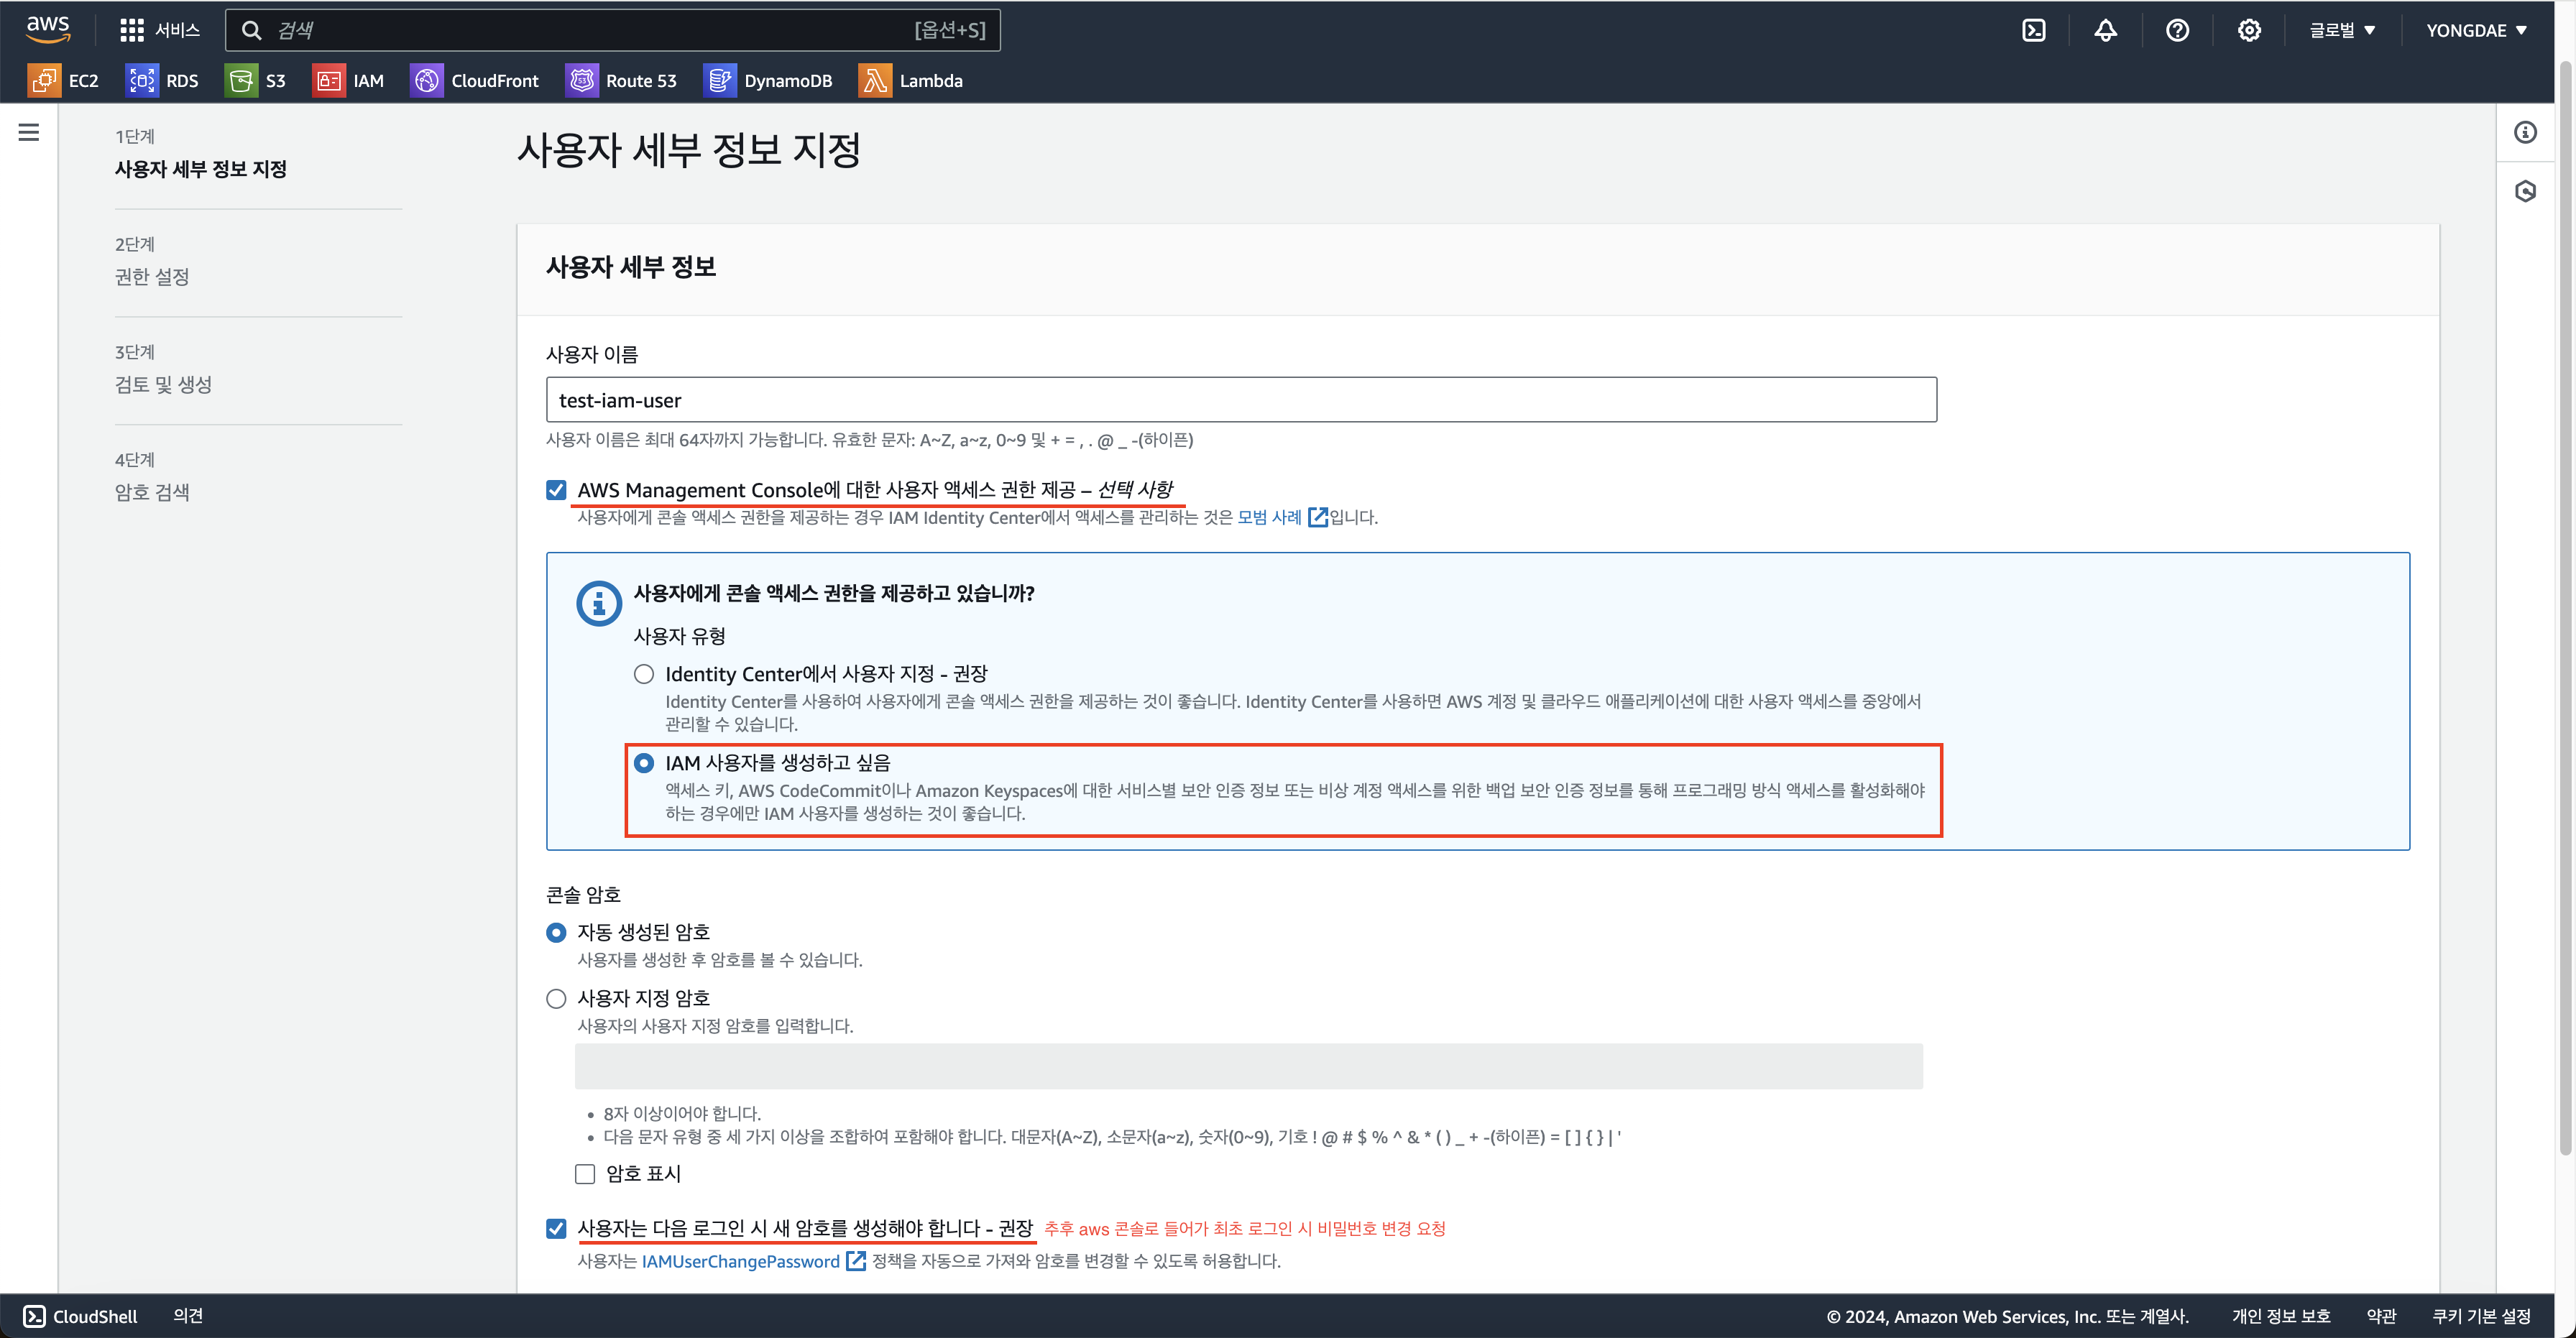 aws
서비스
검색
[옵션+S]
글로벌
YONGDAE
EC2
RDS
S3
IAM
CloudFront
Route 53
DynamoDB
Lambda
1단계
사용자 세부 정보 지정
2단계
권한 설정
3단계
검토 및 생성
4단계
암호 검색
사용자 세부 정보 지정
사용자 세부 정보
사용자 이름
test-iam-user
사용자 이름은 최대 64자까지 가능합니다. 유효한 문자: A~Z, a~z, 0~9 및 + = , . @ _ -(하이픈)
AWS Management Console에 대한 사용자 액세스 권한 제공 – 선택 사항
사용자에게 콘솔 액세스 권한을 제공하는 경우 IAM Identity Center에서 액세스를 관리하는 것은 모범 사례 입니다.
사용자에게 콘솔 액세스 권한을 제공하고 있습니까?
사용자 유형
Identity Center에서 사용자 지정 - 권장
Identity Center를 사용하여 사용자에게 콘솔 액세스 권한을 제공하는 것이 좋습니다. Identity Center를 사용하면 AWS 계정 및 클라우드 애플리케이션에 대한 사용자 액세스를 중앙에서
관리할 수 있습니다.
IAM 사용자를 생성하고 싶음
액세스 키, AWS CodeCommit이나 Amazon Keyspaces에 대한 서비스별 보안 인증 정보 또는 비상 계정 액세스를 위한 백업 보안 인증 정보를 통해 프로그래밍 방식 액세스를 활성화해야
하는 경우에만 IAM 사용자를 생성하는 것이 좋습니다.
콘솔 암호
자동 생성된 암호
사용자를 생성한 후 암호를 볼 수 있습니다.
사용자 지정 암호
사용자의 사용자 지정 암호를 입력합니다.
• 8자 이상이어야 합니다.
• 다음 문자 유형 중 세 가지 이상을 조합하여 포함해야 합니다. 대문자(A~Z), 소문자(a~z), 숫자(0~9), 기호 ! @ # $ % ^ & * ( ) _ + -(하이픈) = [ ] { } | '
암호 표시
사용자는 다음 로그인 시 새 암호를 생성해야 합니다 - 권장 추후 aws 콘솔로 들어가 최초 로그인 시 비밀번호 변경 요청
사용자는 IAMUserChangePassword 정책을 자동으로 가져와 암호를 변경할 수 있도록 허용합니다.
CloudShell
의견
© 2024, Amazon Web Services, Inc. 또는 계열사.
개인 정보 보호
약관
쿠키 기본 설정